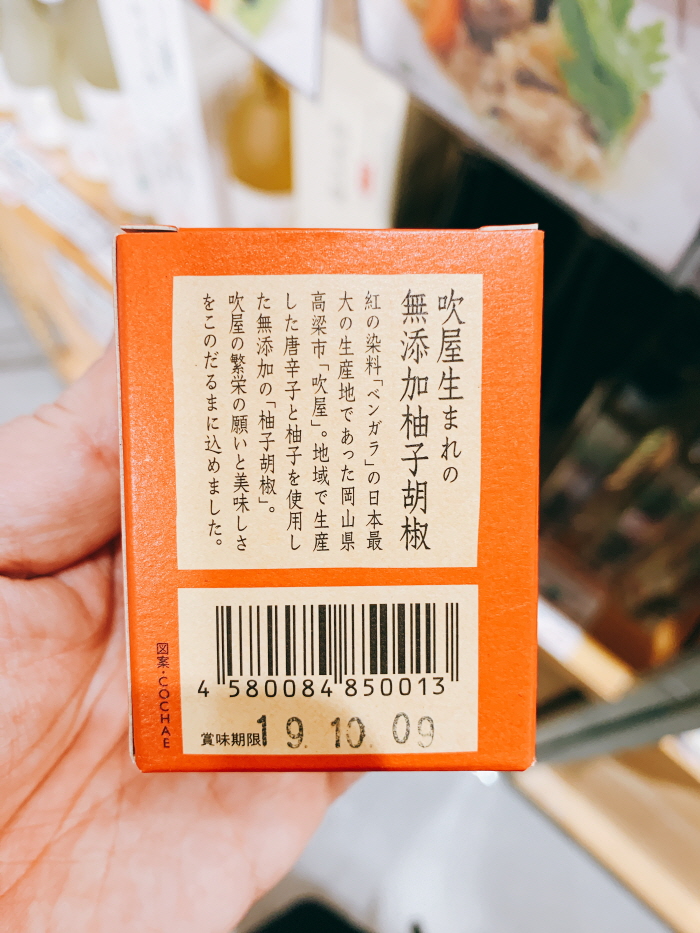 吹屋生まれの
無添加柚子胡椒
紅の染料「ベンガラ」の日本最
大の生産地であった岡山県
高梁市「吹屋」。地域で生産
した唐辛子と柚子を使用し
た無添加の「柚子胡椒」。
吹屋の繁栄の願いと美味しさ
をこのだるまに込めました。
4 580084 850013
賞味期限 19. 10. 09
図案・COCHAE